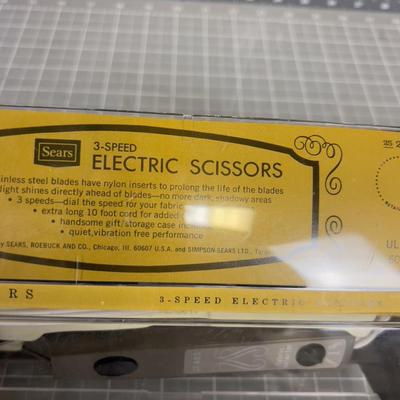 Sears
3-SPEED
ELECTRIC SCISSORS
inless steel blades have nylon inserts to prolong the life of the blades
light shines directly ahead of blades—no more dark, shadowy areas
• 3 speeds—dial the speed for your fabric
• extra long 10 foot cord for added
• handsome gift/storage case in
• quiet, vibration free performance
y SEARS, ROEBUCK AND CO., Chicago, Ill. 60607 U.S.A. and SIMPSON-SEARS LTD.,
UL
RS
3-SPEED ELECTRIC SCISSORS